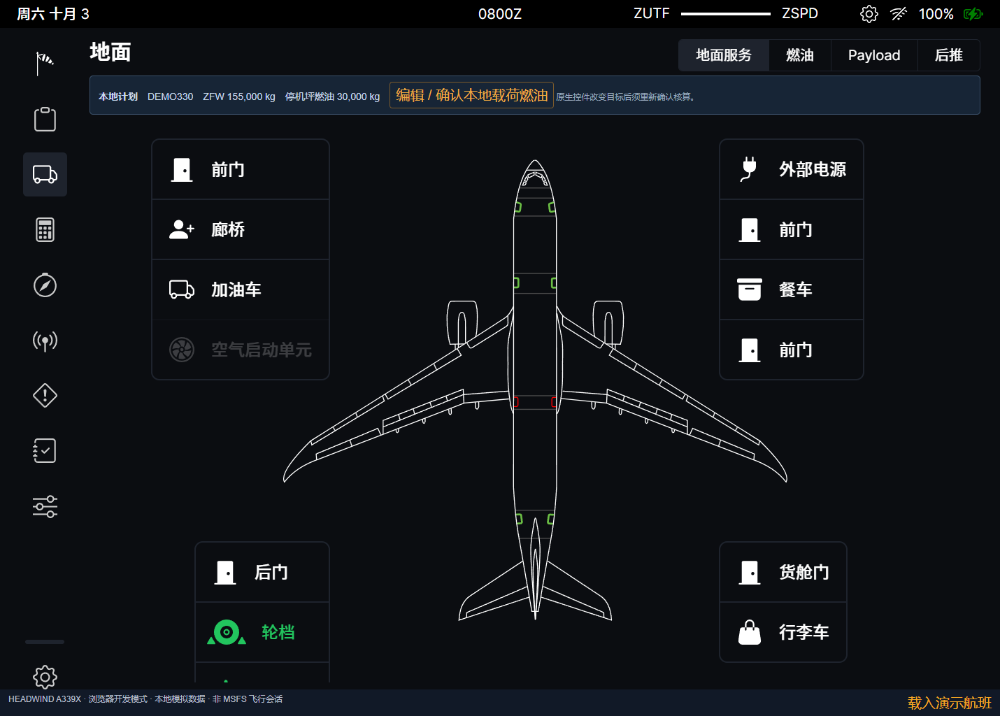 周六 十月 3
0800Z
ZUTF ZSPD
100%
地面
地面服务 燃油 Payload 后推
本地计划 DEMO330 ZFW 155,000 kg 停机坪燃油 30,000 kg 编辑 / 确认本地载荷燃油 原生控件改变目标后须重新确认核算。
前门
廊桥
加油车
空气启动单元
外部电源
前门
餐车
前门
后门
轮档
货舱门
行李车
HEADWIND A339X · 浏览器开发模式 · 本地模拟数据 · 非 MSFS 飞行会话
载入演示航班